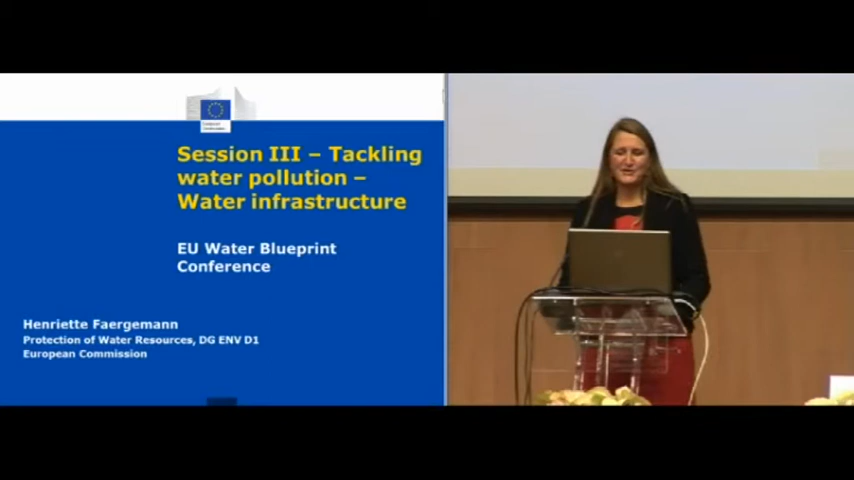 Session III – Tackling
water pollution –
Water infrastructure
EU Water Blueprint
Conference
Henriette Faergemann
Protection of Water Resources, DG ENV D1
European Commission